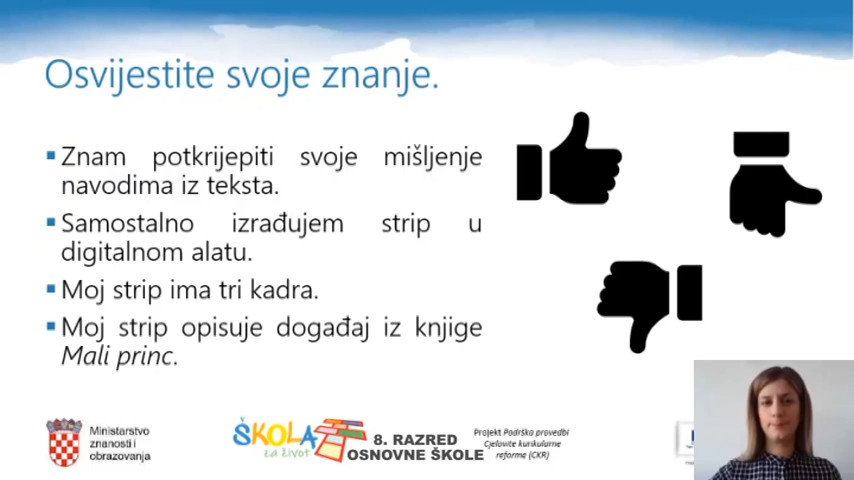 Osvijestite svoje znanje.
Znam potkrijepiti svoje mišljenje
navodima iz teksta.
Samostalno izrađujem strip u
digitalnom alatu.
Moj strip ima tri kadra.
Moj strip opisuje događaj iz knjige
Mali princ.
Ministarstvo
znanosti i
obrazovanja
ŠKOLA
za život
8. RAZRED
OSNOVNE ŠKOLE
Projekt Podrška provedbi
Cjelovite kurikularne
reforme (CKR)